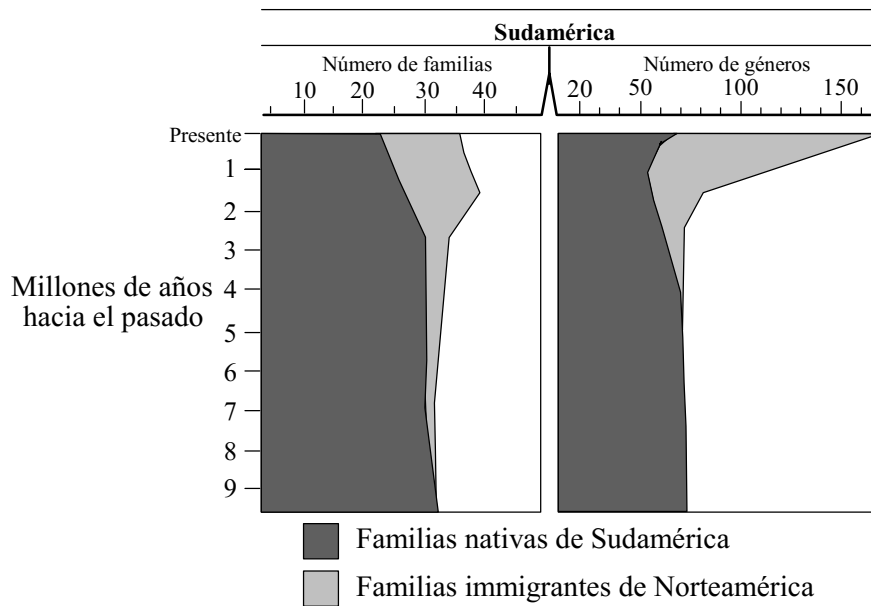 Sudamérica
Número de familias
Número de géneros
10 20 30 40
20 50 100 150
Presente
1
2
3
Millones de años
hacia el pasado
4
5
6
7
8
9
Familias nativas de Sudamérica
Familias immigrantes de Norteamérica